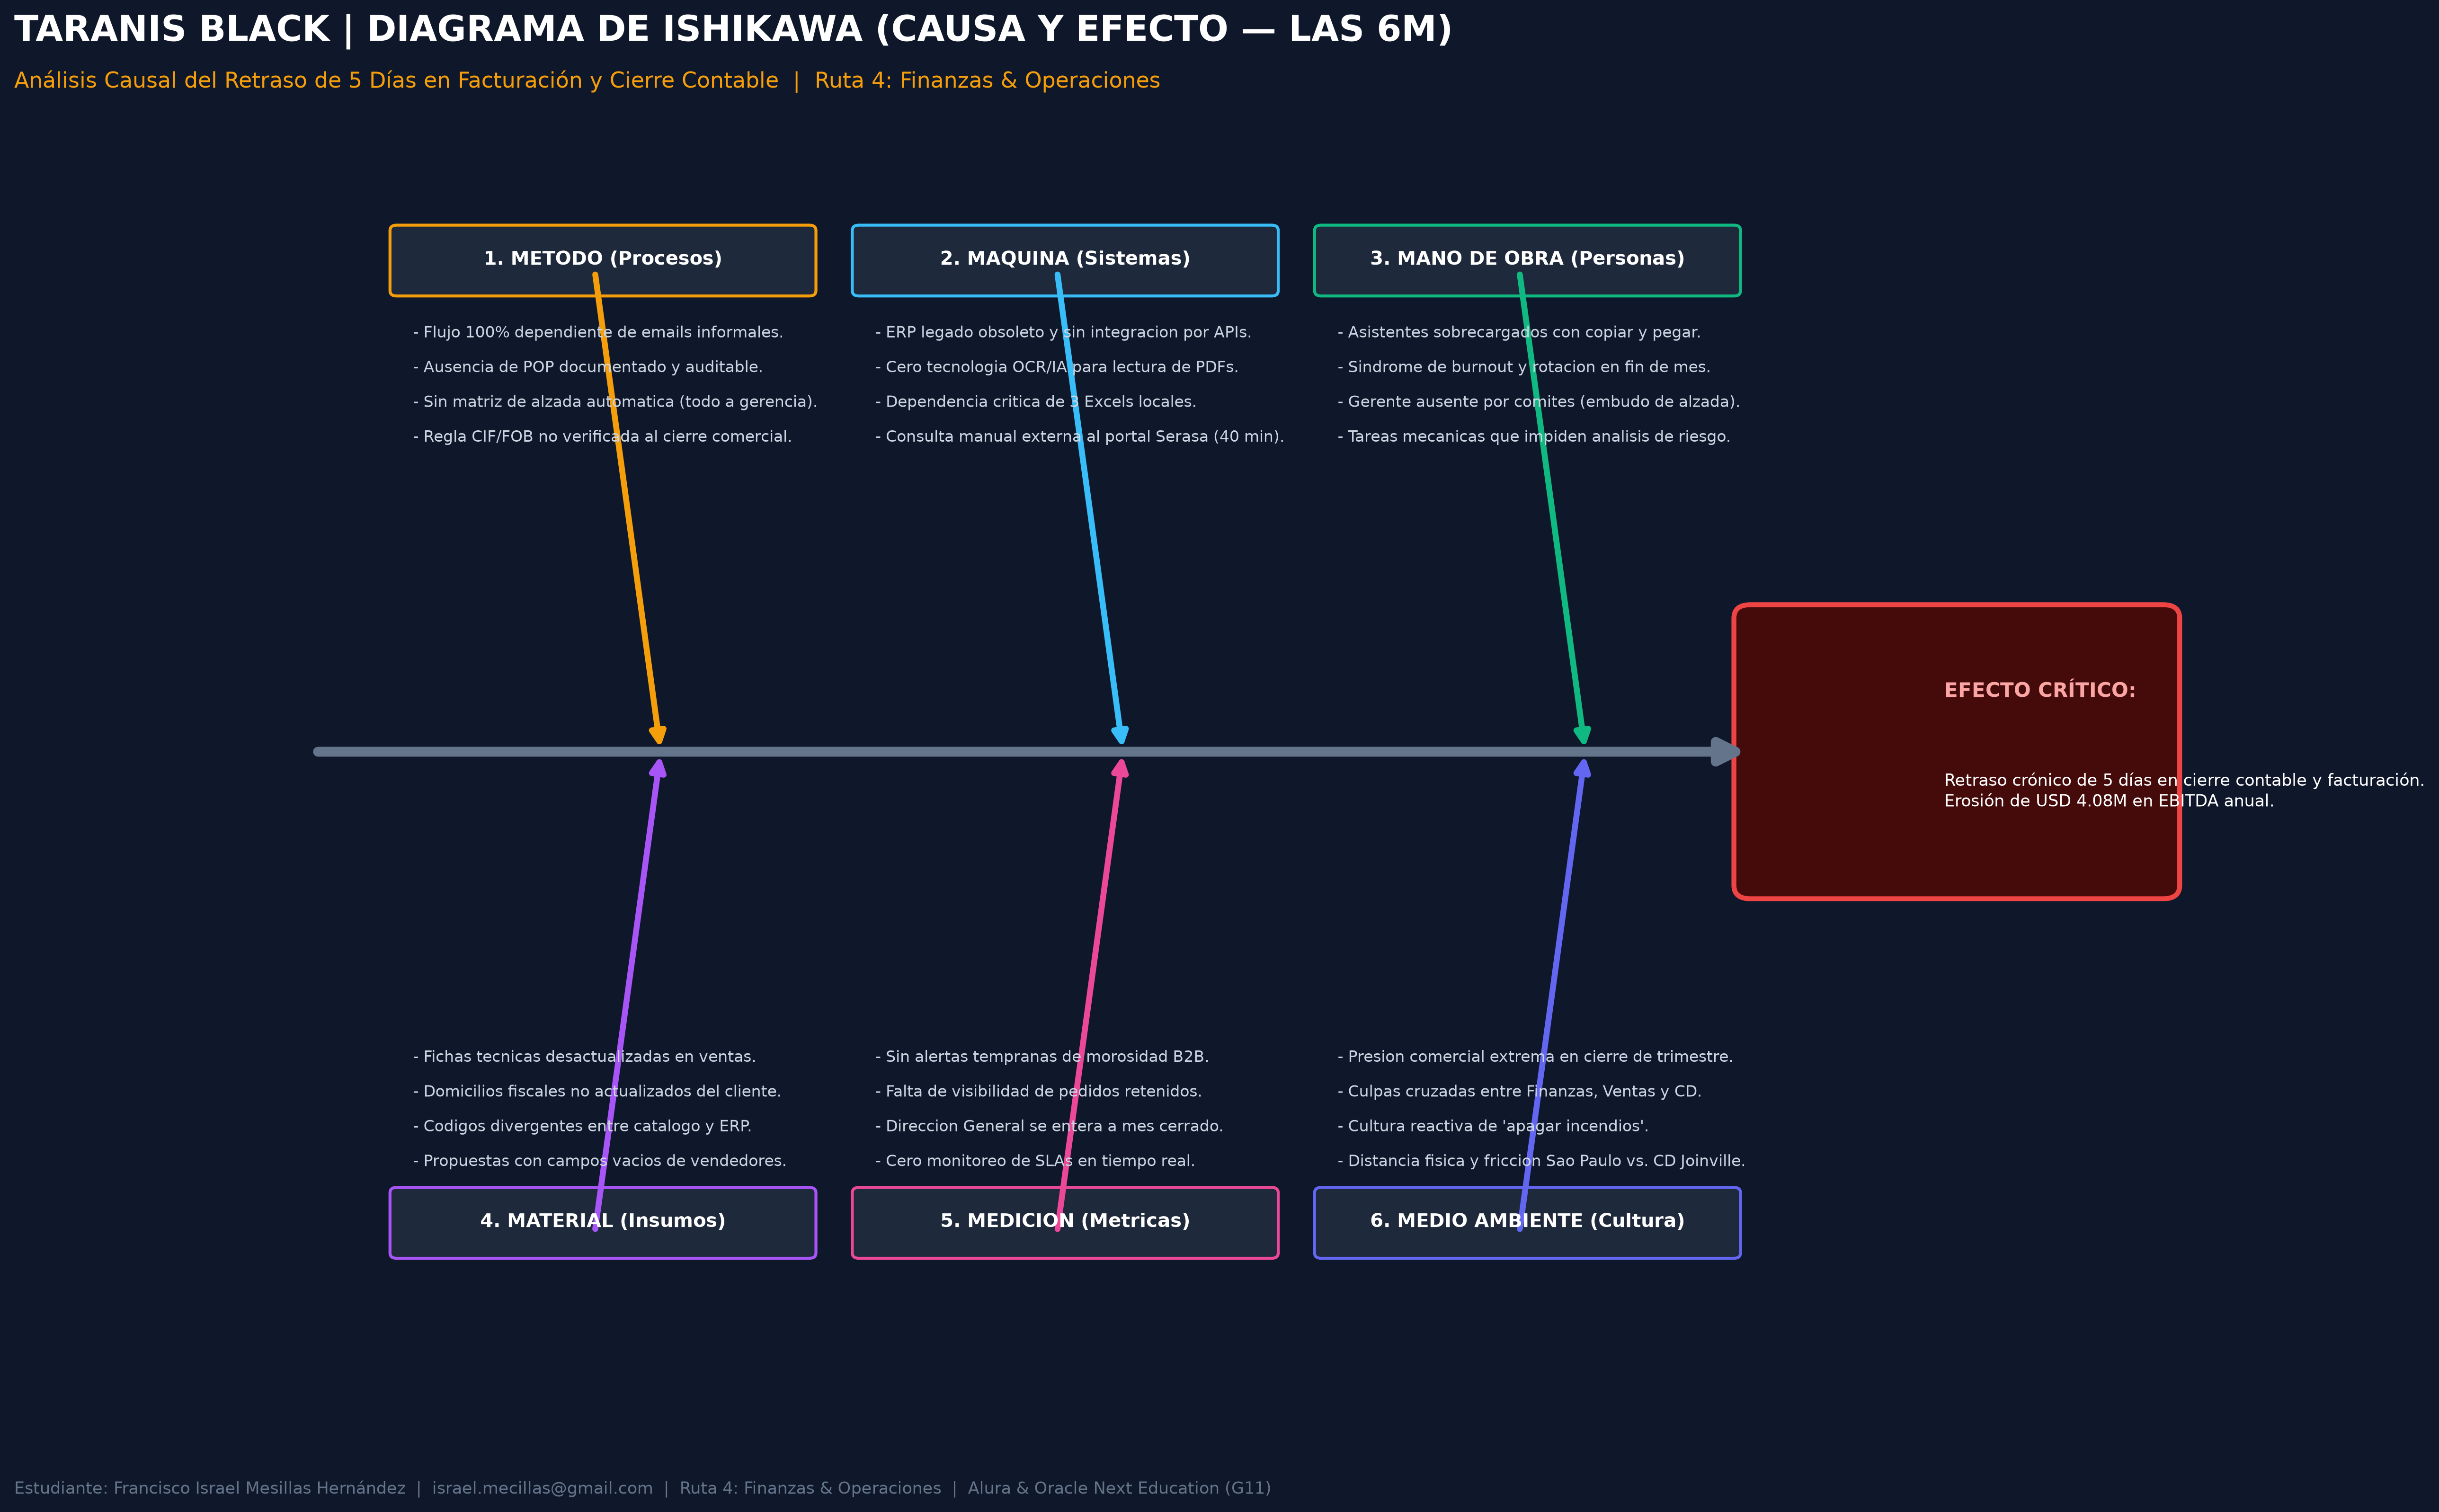 TARANIS BLACK | DIAGRAMA DE ISHIKAWA (CAUSA Y EFECTO — LAS 6M)
Análisis Causal del Retraso de 5 Días en Facturación y Cierre Contable | Ruta 4: Finanzas & Operaciones
1. METODO (Procesos)
- Flujo 100% dependiente de emails informales.
- Ausencia de POP documentado y auditable.
- Sin matriz de alzada automatica (todo a gerencia).
- Regla CIF/FOB no verificada al cierre comercial.
2. MAQUINA (Sistemas)
- ERP legado obsoleto y sin integracion por APIs.
- Cero tecnologia OCR/IA para lectura de PDFs.
- Dependencia critica de 3 Excels locales.
- Consulta manual externa al portal Serasa (40 min).
3. MANO DE OBRA (Personas)
- Asistentes sobrecargados con copiar y pegar.
- Sindrome de burnout y rotacion en fin de mes.
- Gerente ausente por comites (embudo de alzada).
- Tareas mecanicas que impiden analisis de riesgo.
EFECTO CRÍTICO:
Retraso crónico de 5 días en cierre contable y facturación.
Erosión de USD 4.08M en EBITDA anual.
- Fichas tecnicas desactualizadas en ventas.
- Domicilios fiscales no actualizados del cliente.
- Codigos divergentes entre catalogo y ERP.
- Propuestas con campos vacios de vendedores.
4. MATERIAL (Insumos)
- Sin alertas tempranas de morosidad B2B.
- Falta de visibilidad de pedidos retenidos.
- Direccion General se entera a mes cerrado.
- Cero monitoreo de SLAs en tiempo real.
5. MEDICION (Metricas)
- Presion comercial extrema en cierre de trimestre.
- Culpas cruzadas entre Finanzas, Ventas y CD.
- Cultura reactiva de 'apagar incendios'.
- Distancia fisica y friccion Sao Paulo vs. CD Joinville.
6. MEDIO AMBIENTE (Cultura)
Estudiante: Francisco Israel Mesillas Hernández | israel.mecillas@gmail.com | Ruta 4: Finanzas & Operaciones | Alura & Oracle Next Education (G11)